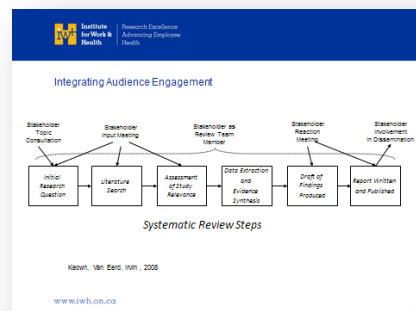 IW+
Institute
for Work &
Health
Research Excellence
Advancing Employee
Health
Integrating Audience Engagement
Stakeholder
Topic
Consultation
Stakeholder
Input Meeting
Stakeholder as
Review Team
Member
Stakeholder
Reaction
Meeting
Stakeholder
Involvement
in Dissemination
Initial
Research
Question
Literature
Search
Assessment
of Study
Relevance
Data Extraction
and
Evidence
Synthesis
Draft of
Findings
Produced
Report Written
and Published
Systematic Review Steps
Keown, Van Eerd, Irvin , 2008
www.iwh.on.ca